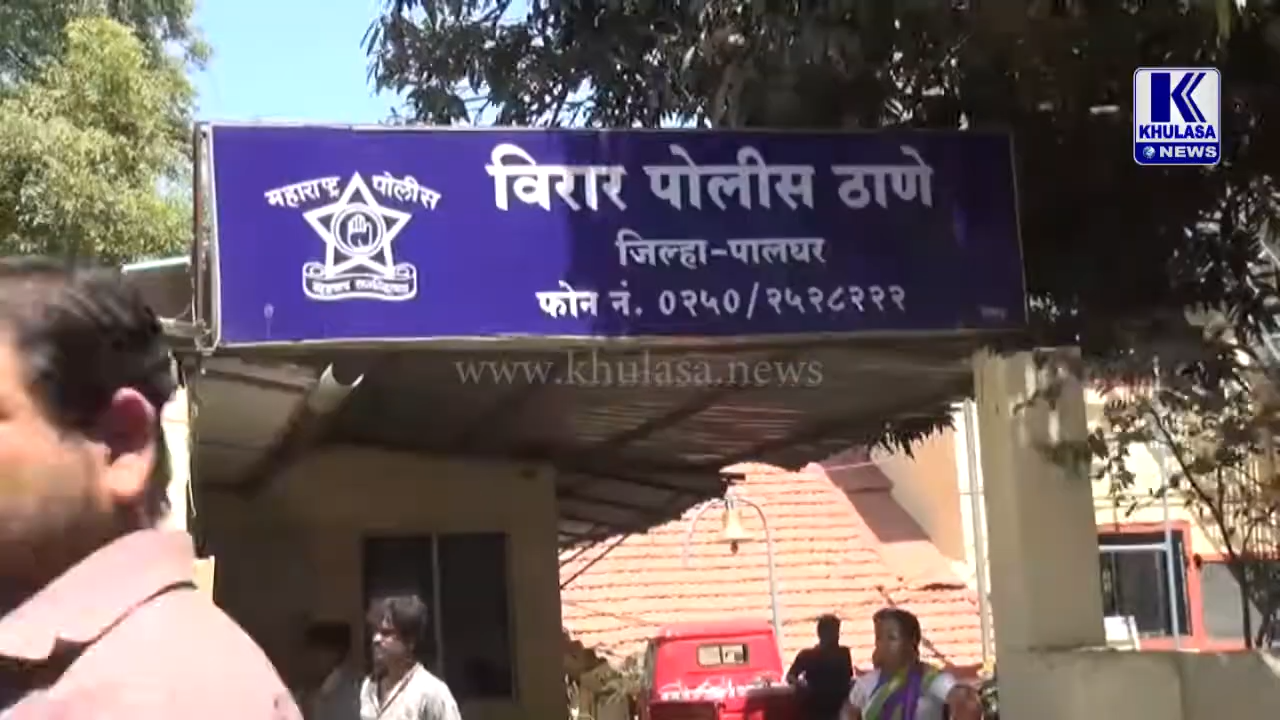 KHULASA
NEWS
महाराष्ट्र पोलीस
विरार पोलीस ठाणे
जिल्हा-पालघर
फोन नं. ०२५०/२५२८२२२
www.khulasa.news